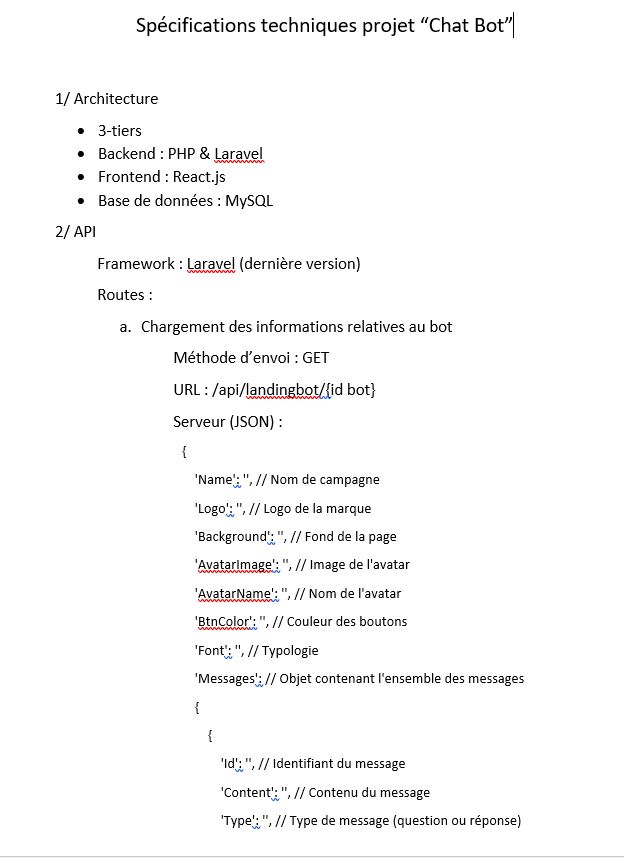 Spécifications techniques projet “Chat Bot”
1/ Architecture
• 3-tiers
• Backend : PHP & Laravel
• Frontend : React.js
• Base de données : MySQL
2/ API
Framework : Laravel (dernière version)
Routes :
a. Chargement des informations relatives au bot
Méthode d’envoi : GET
URL : /api/landingbot/{id bot}
Serveur (JSON) :
{
'Name': '', // Nom de campagne
'Logo': '', // Logo de la marque
'Background': '', // Fond de la page
'AvatarImage': '', // Image de l'avatar
'AvatarName': '', // Nom de l'avatar
'BtnColor': '', // Couleur des boutons
'Font': '', // Typologie
'Messages': // Objet contenant l'ensemble des messages
{
{
'Id': '', // Identifiant du message
'Content': '', // Contenu du message
'Type': '', // Type de message (question ou réponse)